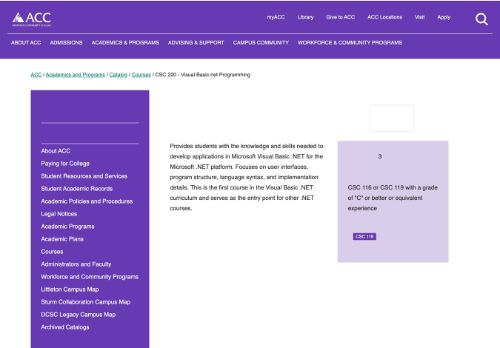 myACC Library Give to ACC ACC Locations Visit Apply
ACC
ABOUT ACC ADMISSIONS ACADEMICS & PROGRAMS ADVISING & SUPPORT CAMPUS COMMUNITY WORKFORCE & COMMUNITY PROGRAMS
ACC / Academics and Programs / Catalog / Courses / CSC 220 - Visual Basic.net Programming
About ACC
Paying for College
Student Resources and Services
Student Academic Records
Academic Policies and Procedures
Legal Notices
Academic Programs
Academic Plans
Courses
Administrators and Faculty
Workforce and Community Programs
Littleton Campus Map
Sturm Collaboration Campus Map
DCSC Legacy Campus Map
Archived Catalogs
Provides students with the knowledge and skills needed to
develop applications in Microsoft Visual Basic .NET for the
Microsoft .NET platform. Focuses on user interfaces,
program structure, language syntax, and implementation
details. This is the first course in the Visual Basic .NET
curriculum and serves as the entry point for other .NET
courses.
3
CSC 116 or CSC 119 with a grade
of "C" or better or equivalent
experience
CSC 119